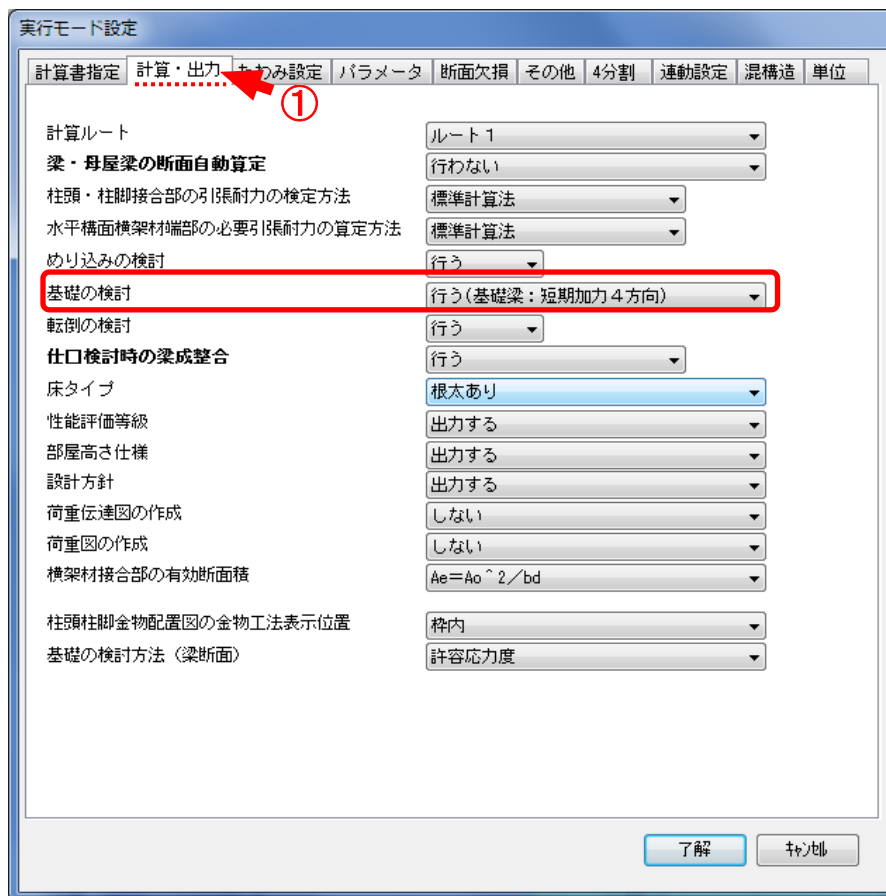 実行モード設定
計算書指定 計算・出力 たわみ設定 パラメータ 断面欠損 その他 4分割 連動設定 混構造 単位
①
計算ルート ルート1
梁・母屋梁の断面自動算定 行わない
柱頭・柱脚接合部の引張耐力の検定方法 標準計算法
水平構面横架材端部の必要引張耐力の算定方法 標準計算法
めり込みの検討 行う
基礎の検討 行う(基礎梁：短期加力4方向)
転倒の検討 行う
仕口検討時の梁成整合 行う
床タイプ 根太あり
性能評価等級 出力する
部屋高さ仕様 出力する
設計方針 出力する
荷重伝達図の作成 しない
荷重図の作成 しない
横架材接合部の有効断面積 Ae＝Ao＾2／bd
柱頭柱脚金物配置図の金物工法表示位置 枠内
基礎の検討方法（梁断面） 許容応力度
了解 ｷｬﾝｾﾙ